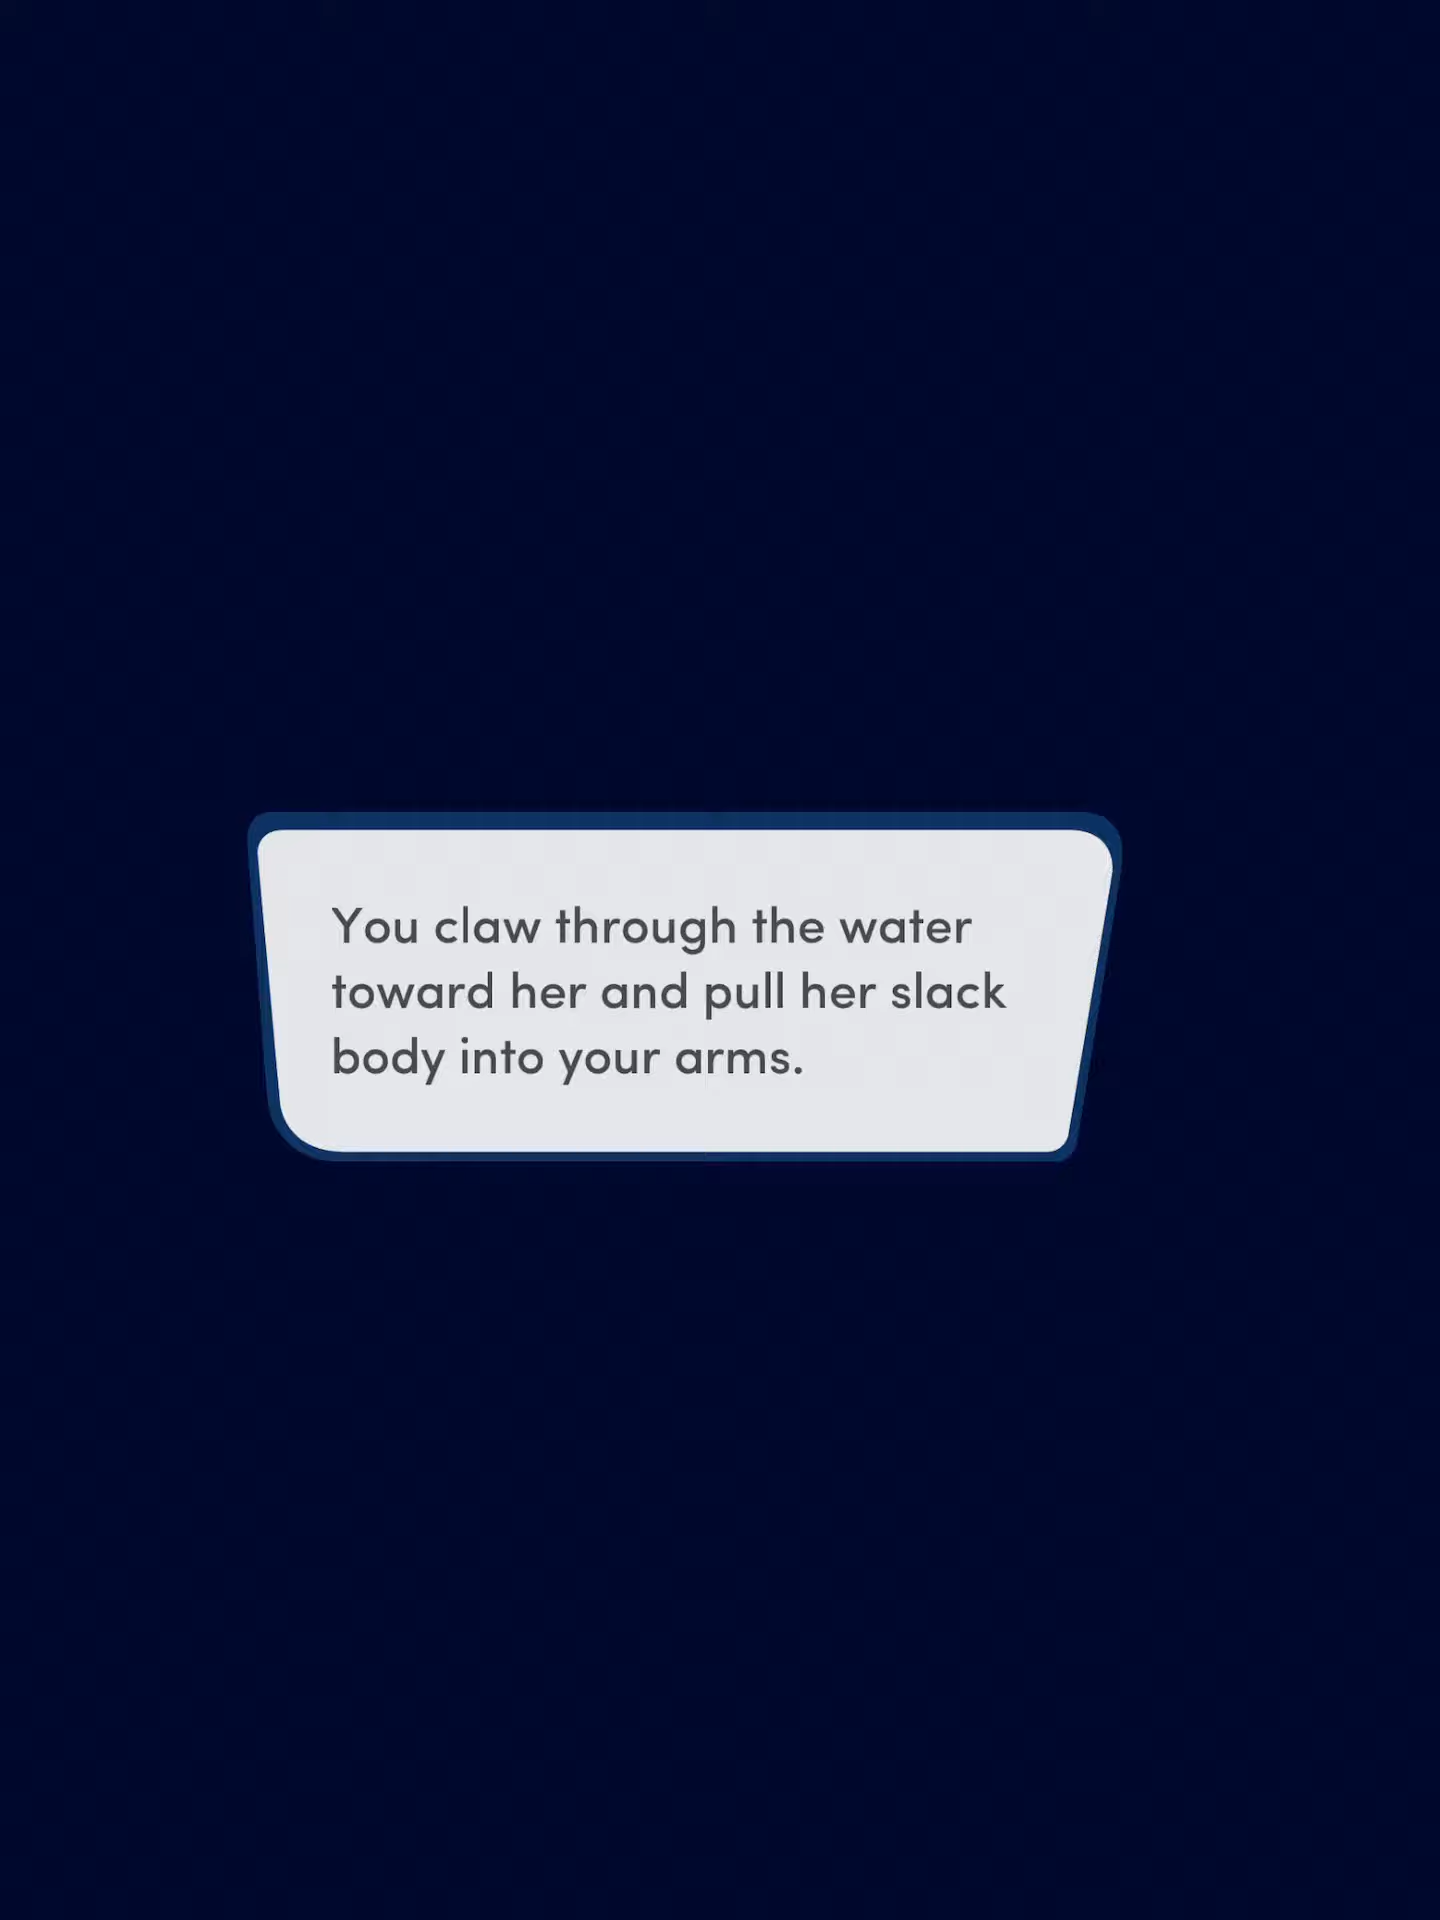 You claw through the water
toward her and pull her slack
body into your arms.